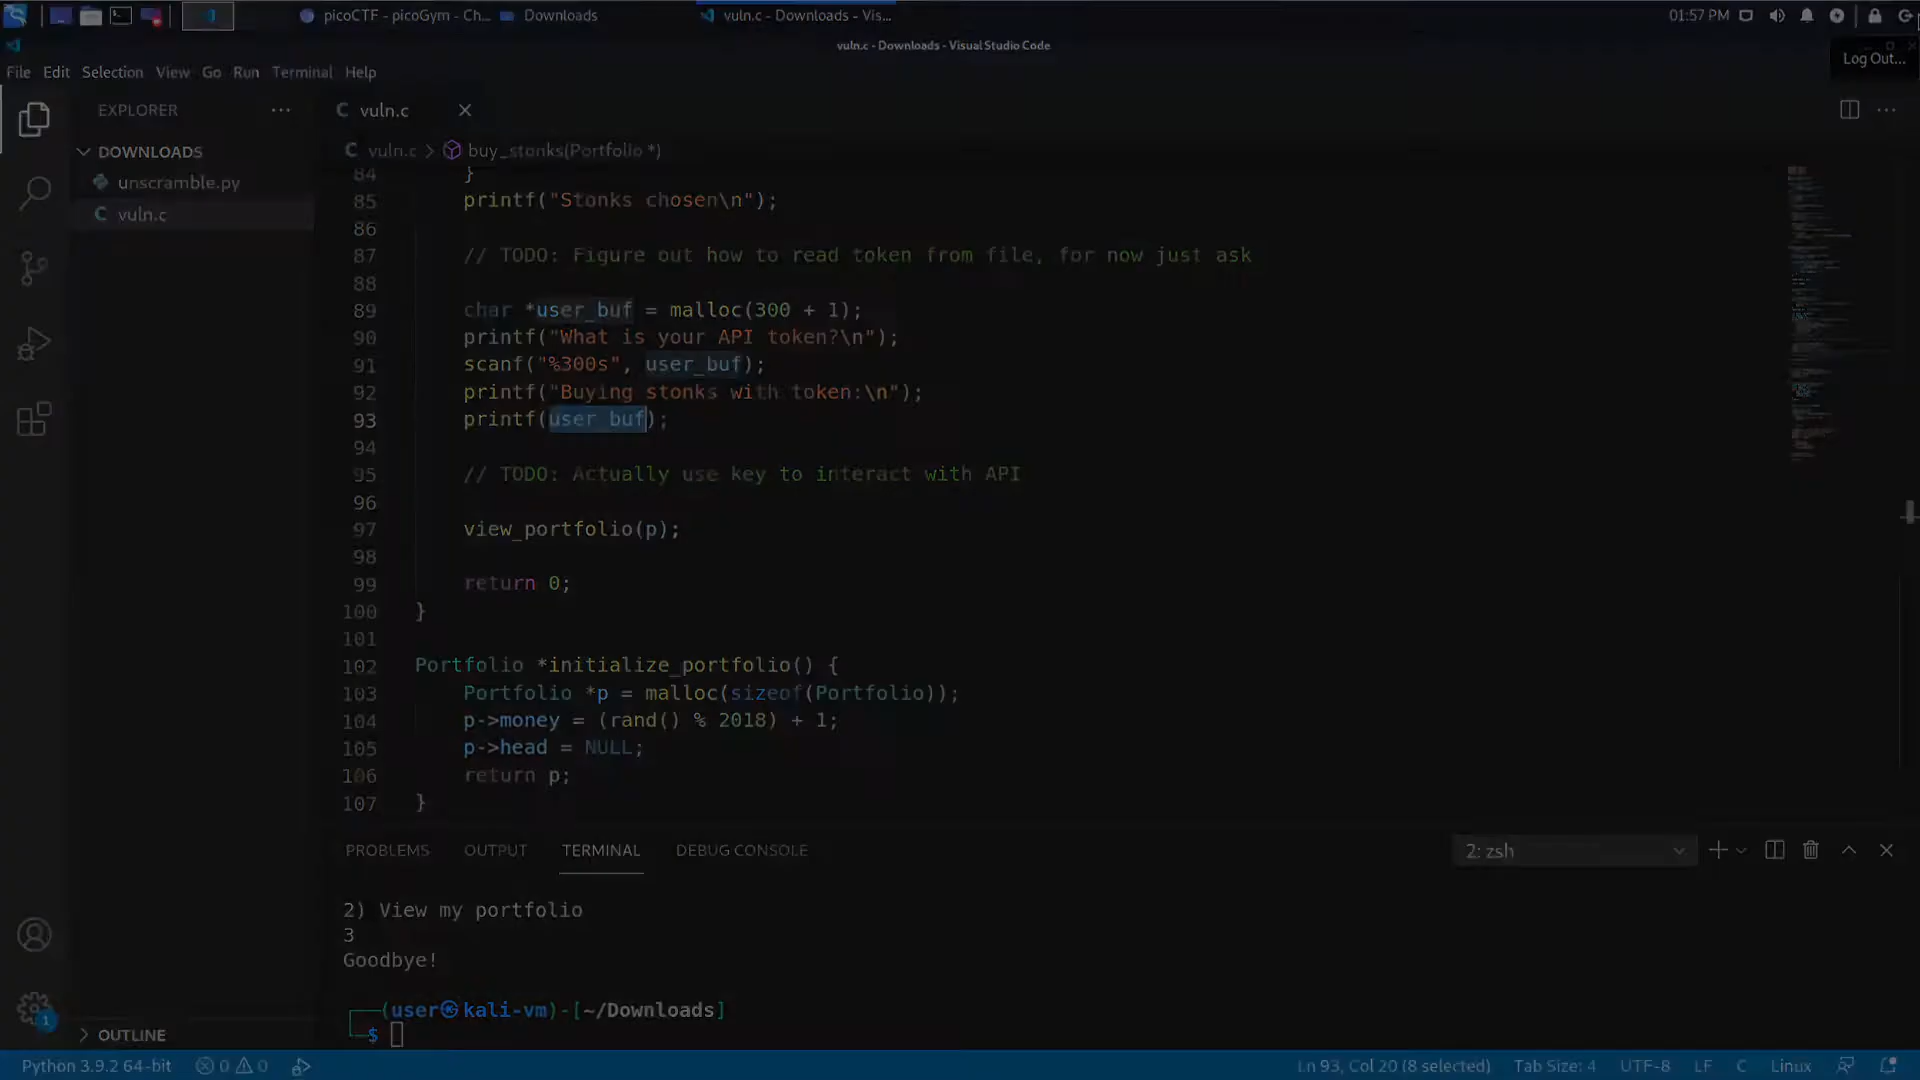 picoCTF - picoGym - Ch...
Downloads
vuln.c - Downloads - Vis...
01:57 PM
vuln.c - Downloads - Visual Studio Code
Log Out...
File Edit Selection View Go Run Terminal Help
EXPLORER
vuln.c
DOWNLOADS
vuln.c > buy_stonks(Portfolio *)
unscramble.py
vuln.c
84 }
85 printf("Stonks chosen\n");
86
87 // TODO: Figure out how to read token from file, for now just ask
88
89 char *user_buf = malloc(300 + 1);
90 printf("What is your API token?\n");
91 scanf("%300s", user_buf);
92 printf("Buying stonks with token:\n");
93 printf(user_buf);
94
95 // TODO: Actually use key to interact with API
96
97 view_portfolio(p);
98
99 return 0;
100 }
101
102 Portfolio *initialize_portfolio() {
103 Portfolio *p = malloc(sizeof(Portfolio));
104 p->money = (rand() % 2018) + 1;
105 p->head = NULL;
106 return p;
107 }
PROBLEMS OUTPUT TERMINAL DEBUG CONSOLE
2: zsh
2) View my portfolio
3
Goodbye!
(user㉿kali-vm)-[~/Downloads]
$
1
OUTLINE
Python 3.9.2 64-bit 0 0
Ln 93, Col 20 (8 selected) Tab Size: 4 UTF-8 LF C Linux